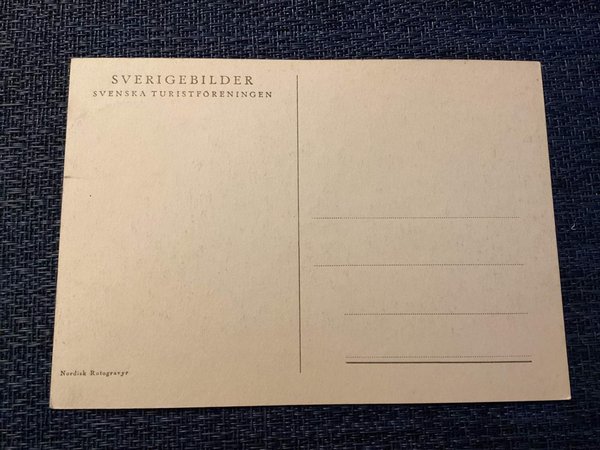 SVERIGEBILDER
SVENSKA TURISTFÖRENINGEN
Nordisk Rotogravyr